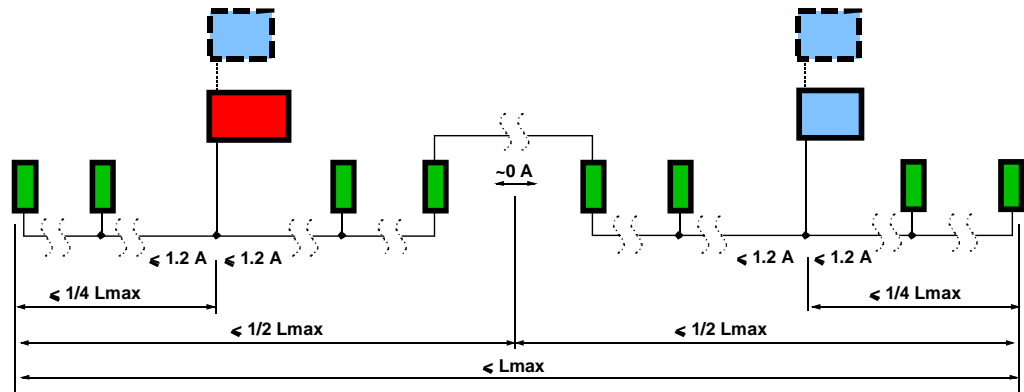 ~0 A
⩽ 1.2 A ⩽ 1.2 A ⩽ 1.2 A ⩽ 1.2 A
⩽ 1/4 Lmax ⩽ 1/4 Lmax
⩽ 1/2 Lmax ⩽ 1/2 Lmax
⩽ Lmax